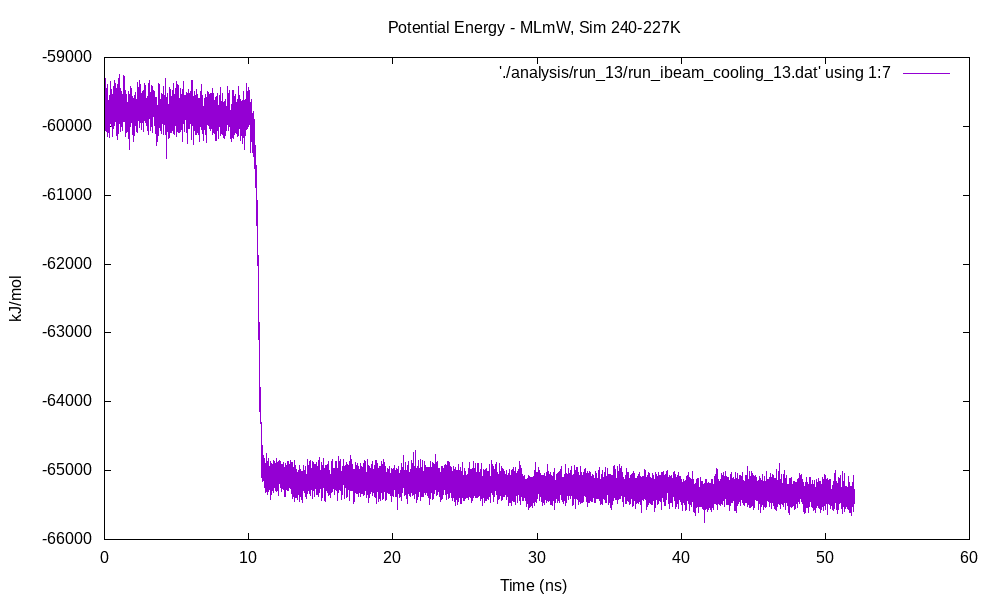 Potential Energy - MLmW, Sim 240-227K
'./analysis/run_13/run_ibeam_cooling_13.dat' using 1:7
-59000
-60000
-61000
-62000
-63000
-64000
-65000
-66000
kJ/mol
0 10 20 30 40 50 60
Time (ns)